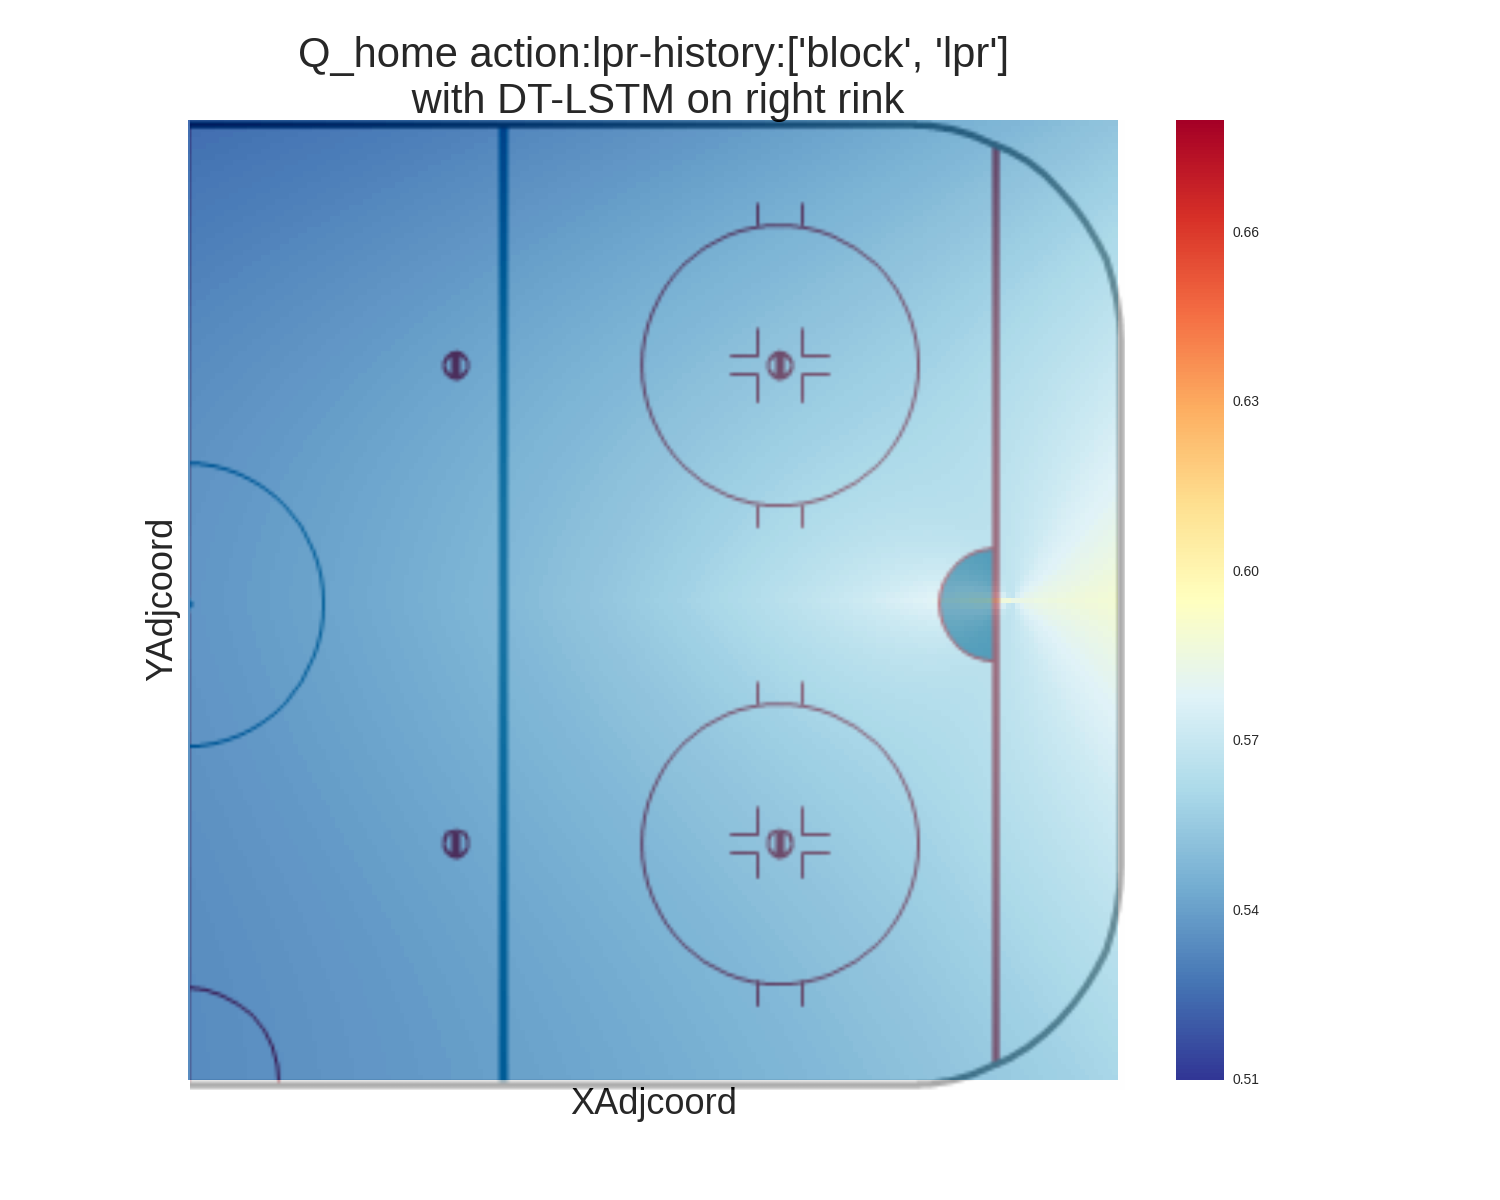 Q_home action:lpr-history:['block', 'lpr']
with DT-LSTM on right rink
YAdjcoord
XAdjcoord
0.66
0.63
0.60
0.57
0.54
0.51